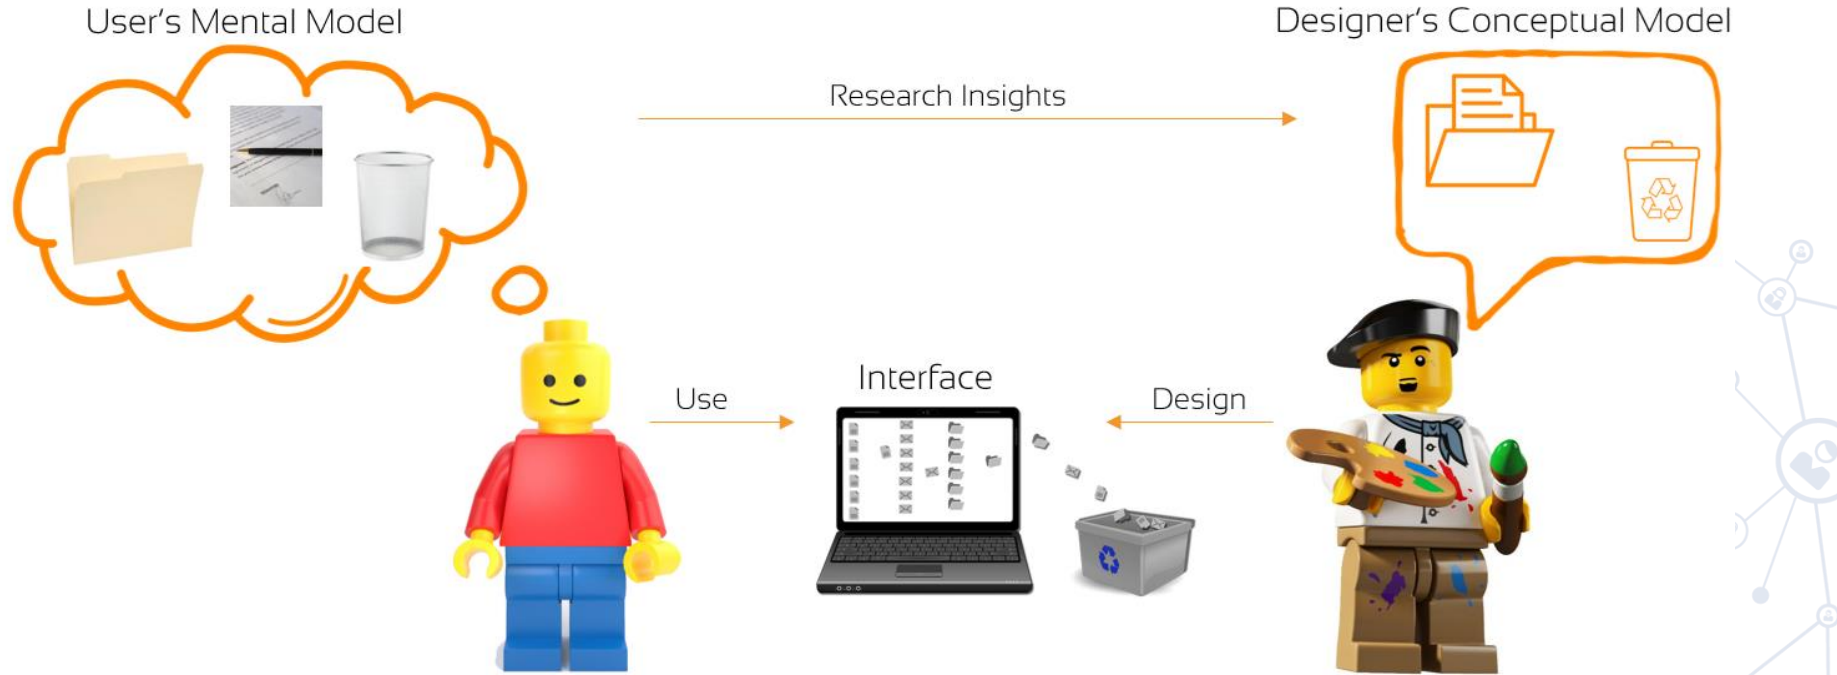 User's Mental Model
Designer's Conceptual Model
Research Insights
Interface
Use
Design